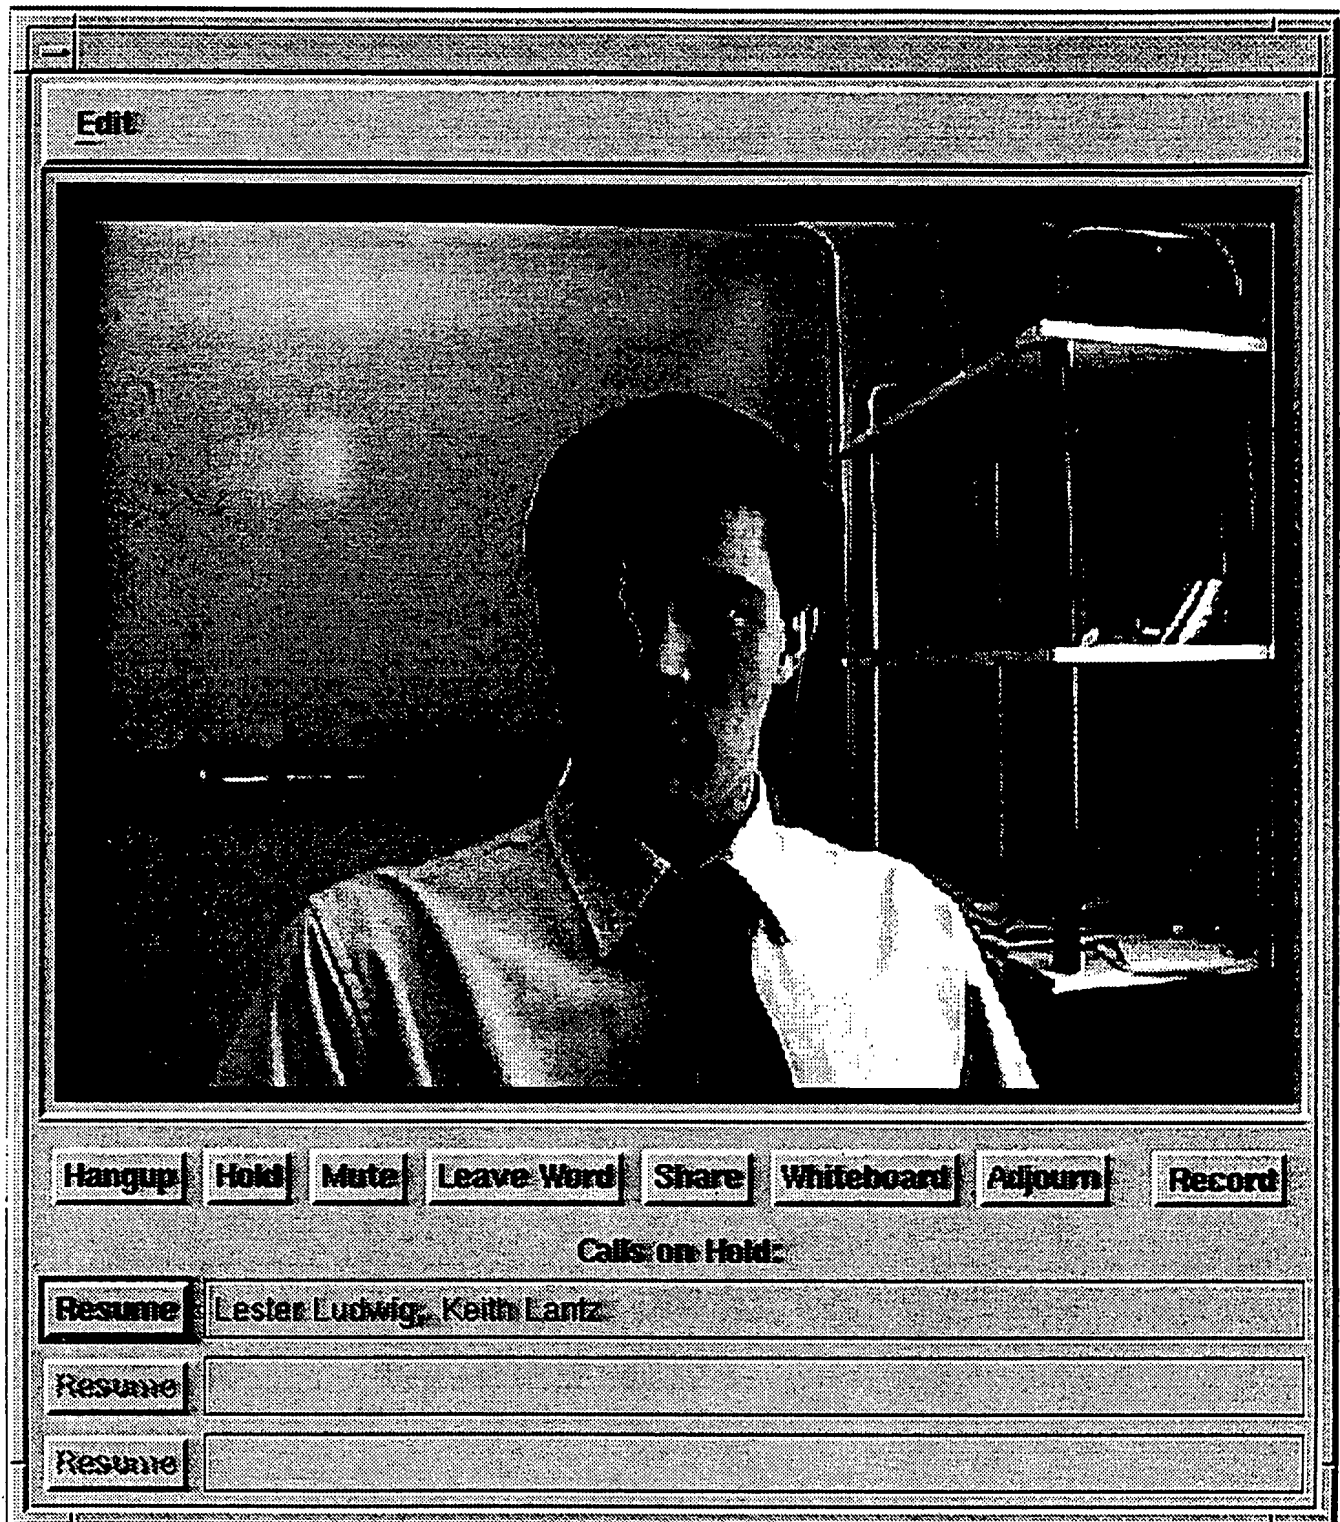 Edit
Hangup Hold Mute Leave Word Share Whiteboard Adjourn Record
Calls on Hold:
Resume Lester Ludwig, Keith Lantz
Resume
Resume